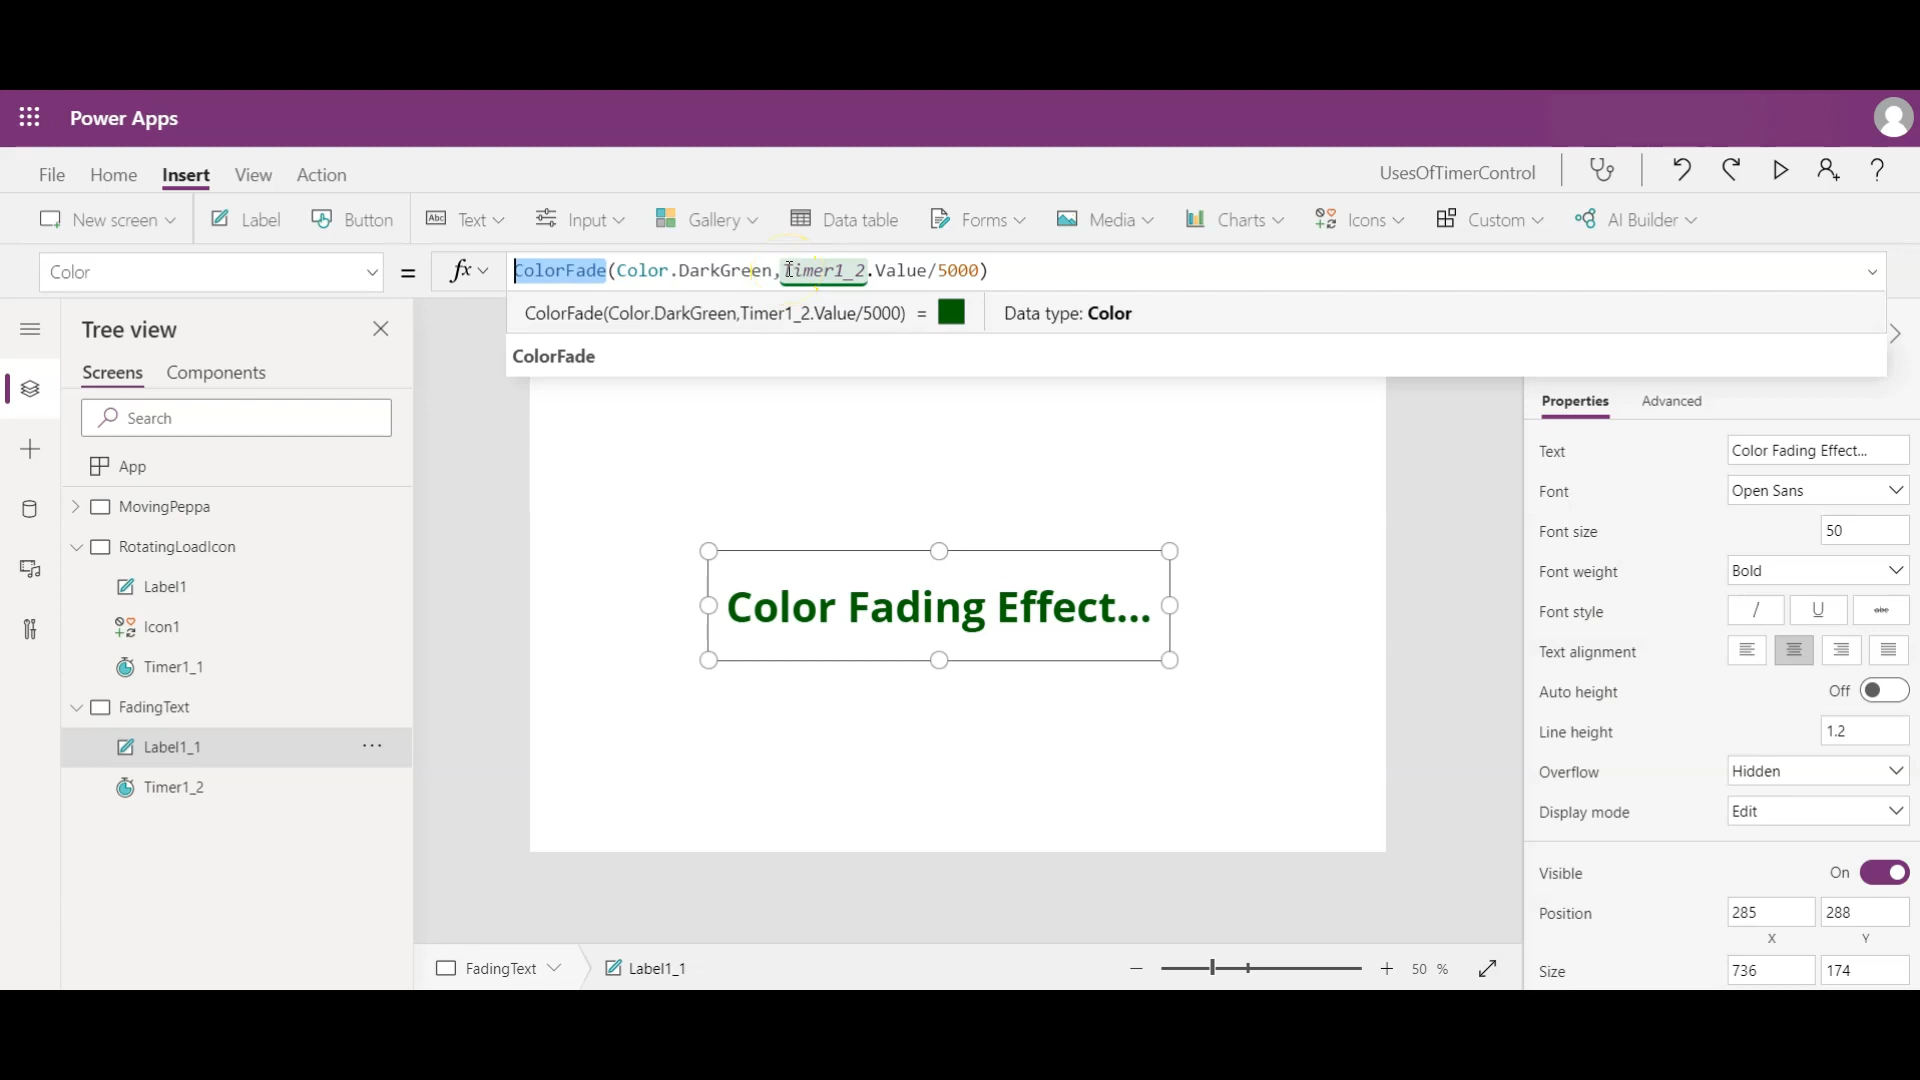 Power Apps
File Home Insert View Action UsesOfTimerControl
New screen Label Button Abc Text Input Gallery Data table Forms Media Charts Icons Custom AI Builder
Color = fx ColorFade(Color.DarkGreen,Timer1_2.Value/5000)
ColorFade(Color.DarkGreen,Timer1_2.Value/5000) = Data type: Color
ColorFade
Tree view
Screens Components
Search
App
MovingPeppa
RotatingLoadIcon
Label1
Icon1
Timer1_1
FadingText
Label1_1 ...
Timer1_2
Color Fading Effect...
FadingText Label1_1 50 %
Properties Advanced
Text Color Fading Effect...
Font Open Sans
Font size 50
Font weight Bold
Font style / U abc
Text alignment
Auto height Off
Line height 1.2
Overflow Hidden
Display mode Edit
Visible On
Position 285 288
X Y
Size 736 174